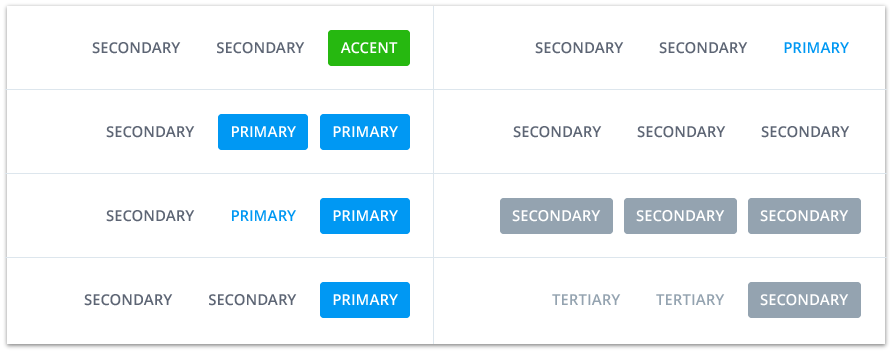 SECONDARY SECONDARY ACCENT
SECONDARY SECONDARY PRIMARY
SECONDARY PRIMARY PRIMARY
SECONDARY SECONDARY SECONDARY
SECONDARY PRIMARY PRIMARY
SECONDARY SECONDARY SECONDARY
SECONDARY SECONDARY PRIMARY
TERTIARY TERTIARY SECONDARY